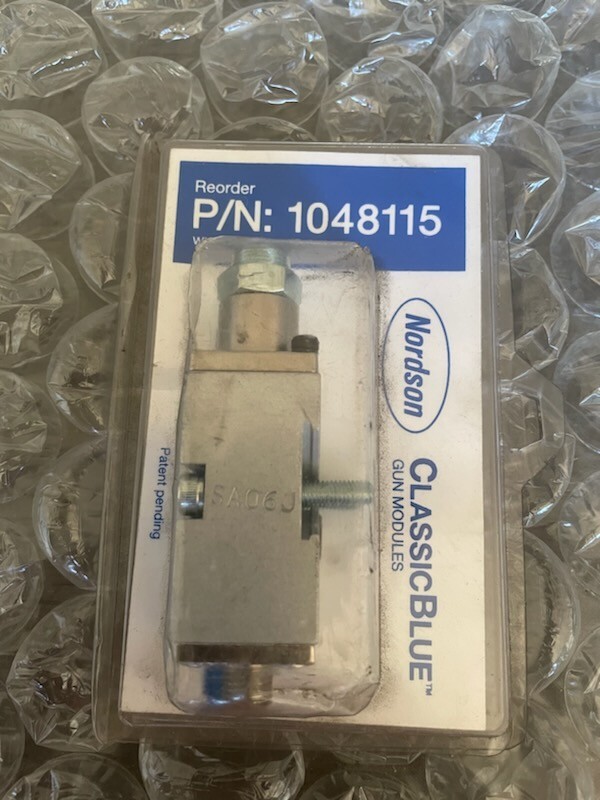 Reorder
P/N: 1048115
Nordson
CLASSICBLUE™
GUN MODULES
SA06J
Patent pending